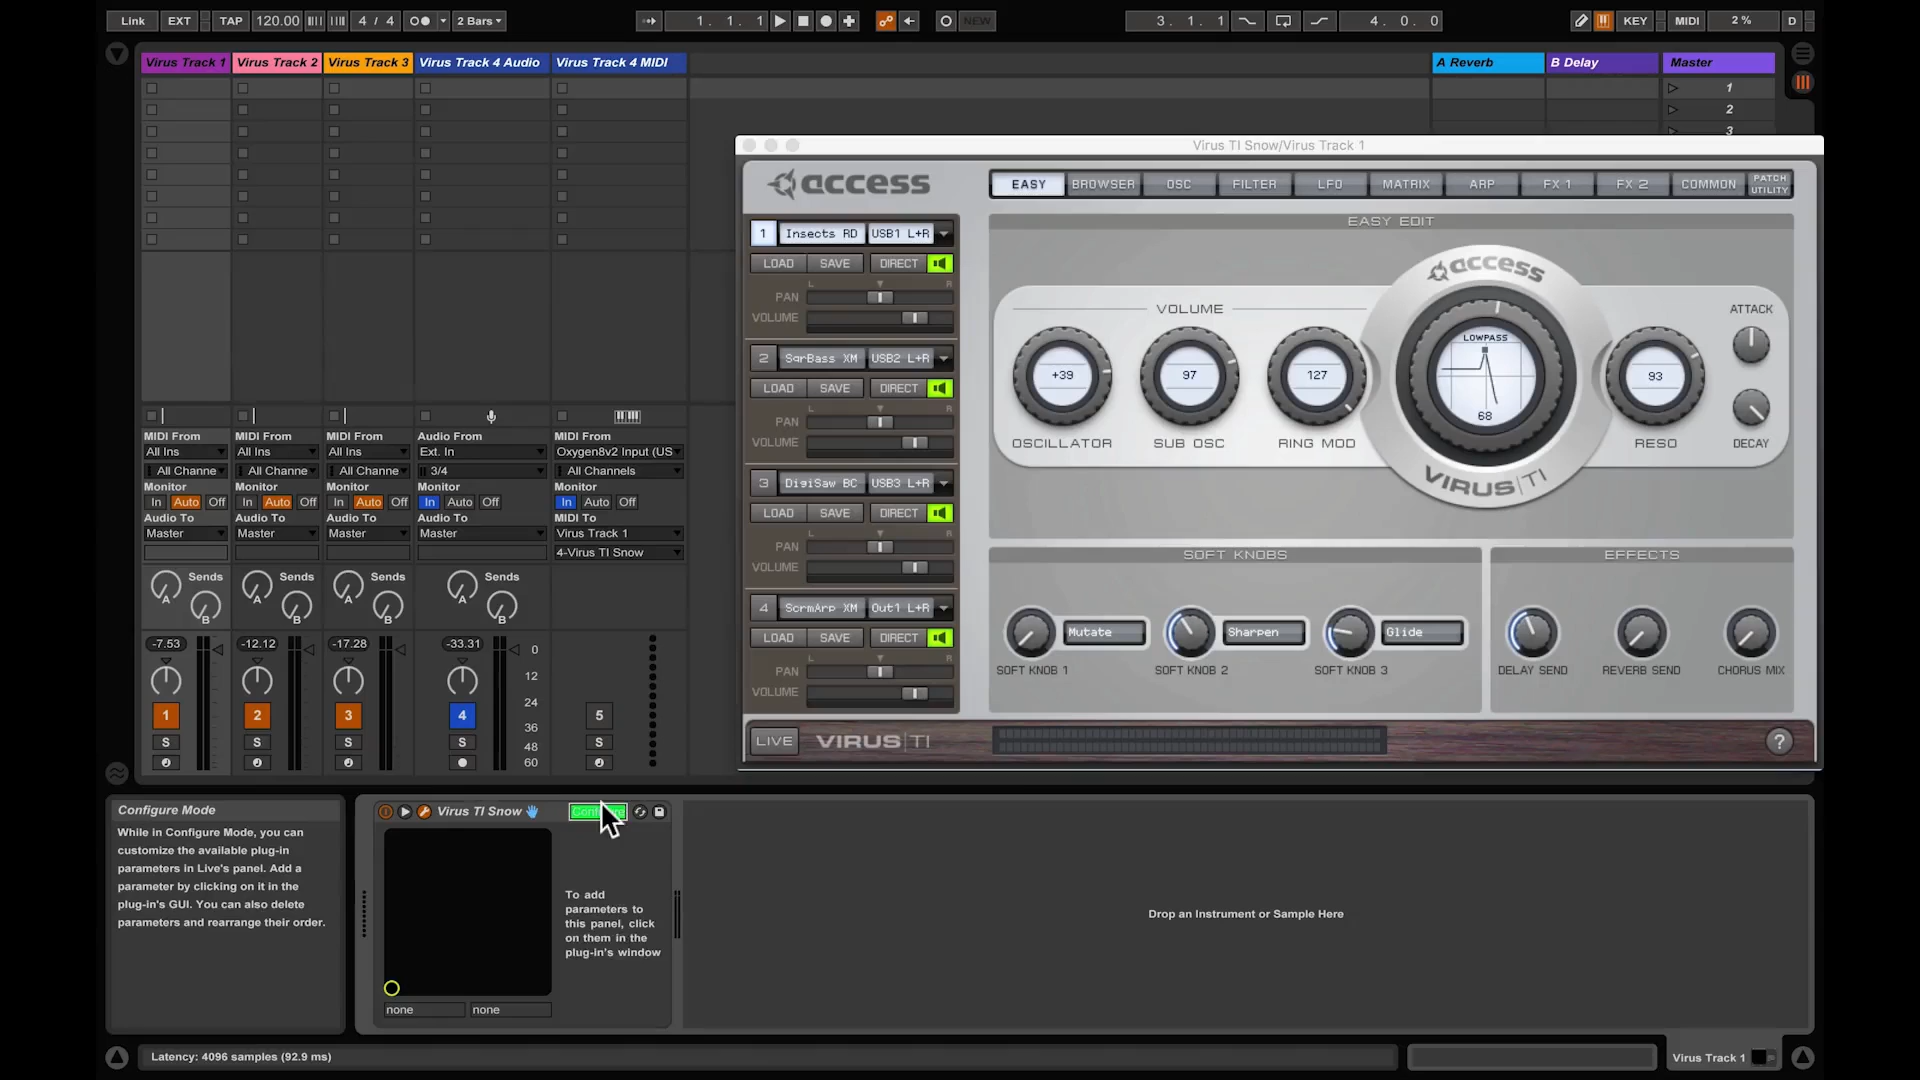 Link EXT TAP 120.00 4 / 4 2 Bars 1. 1. 1 NEW 3. 1. 1 4. 0. 0 KEY MIDI 2 % D
Virus Track 1 Virus Track 2 Virus Track 3 Virus Track 4 Audio Virus Track 4 MIDI A Reverb B Delay Master
1
2
3
Virus TI Snow/Virus Track 1
access EASY BROWSER OSC FILTER LFO MATRIX ARP FX 1 FX 2 COMMON PATCH UTILITY
EASY EDIT
1 Insects RD USB1 L+R
LOAD SAVE DIRECT
L R
PAN
VOLUME
2 SqrBass XM USB2 L+R
LOAD SAVE DIRECT
L R
PAN
VOLUME
3 DigiSaw BC USB3 L+R
LOAD SAVE DIRECT
L R
PAN
VOLUME
4 ScrmArp XM Out1 L+R
LOAD SAVE DIRECT
L R
PAN
VOLUME
LIVE VIRUS|TI ?
access
VOLUME ATTACK
LOWPASS
+39 97 127 68 93
OSCILLATOR SUB OSC RING MOD RESO DECAY
VIRUS|TI
SOFT KNOBS EFFECTS
Mutate Sharpen Glide
SOFT KNOB 1 SOFT KNOB 2 SOFT KNOB 3 DELAY SEND REVERB SEND CHORUS MIX
MIDI From MIDI From MIDI From Audio From MIDI From
All Ins All Ins All Ins Ext. In Oxygen8v2 Input (US
All Channe All Channe All Channe 3/4 All Channels
Monitor Monitor Monitor Monitor Monitor
In Auto Off In Auto Off In Auto Off In Auto Off In Auto Off
Audio To Audio To Audio To Audio To MIDI To
Master Master Master Master Virus Track 1
4-Virus TI Snow
Sends Sends Sends Sends
A A A A
B B B B
-7.53 -12.12 -17.28 -33.31 0
12
24
1 2 3 4 36 5
S S S S 48 S
60
Configure Mode
While in Configure Mode, you can
customize the available plug-in
parameters in Live's panel. Add a
parameter by clicking on it in the
plug-in's GUI. You can also delete
parameters and rearrange their order.
Virus TI Snow
To add
parameters to
this panel, click
on them in the
plug-in's window
none none
Drop an Instrument or Sample Here
Latency: 4096 samples (92.9 ms) Virus Track 1